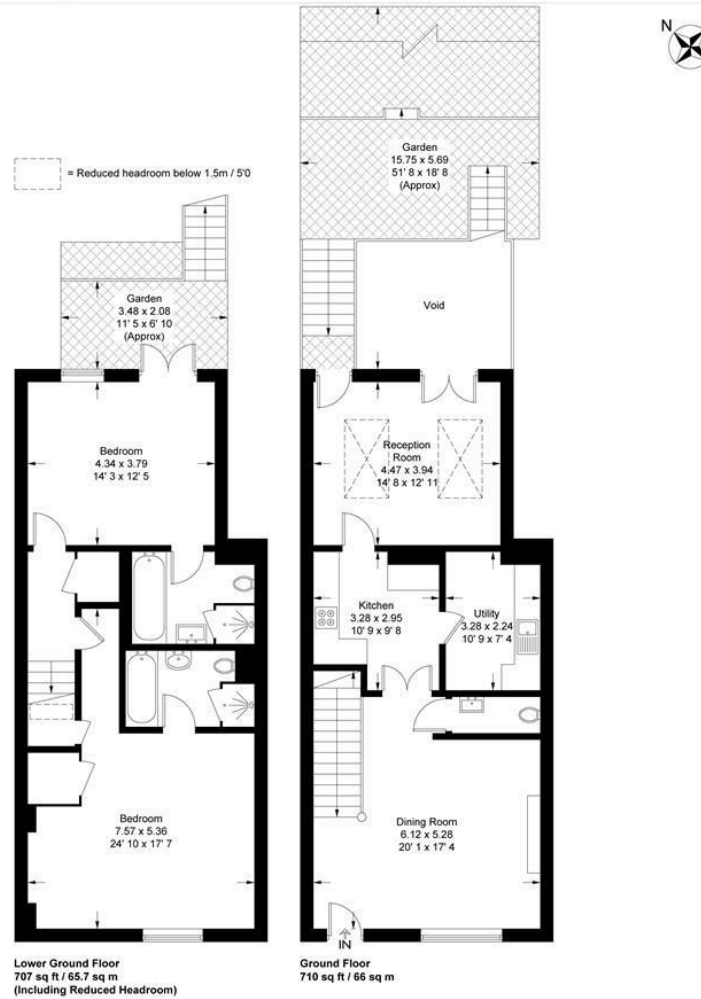 N
= Reduced headroom below 1.5m / 5'0
Garden
15.75 x 5.69
51' 8 x 18' 8
(Approx)
Garden
3.48 x 2.08
11' 5 x 6' 10
(Approx)
Void
Bedroom
4.34 x 3.79
14' 3 x 12' 5
Reception
Room
4.47 x 3.94
14' 8 x 12' 11
Kitchen
3.28 x 2.95
10' 9 x 9' 8
Utility
3.28 x 2.24
10' 9 x 7' 4
Bedroom
7.57 x 5.36
24' 10 x 17' 7
Dining Room
6.12 x 5.28
20' 1 x 17' 4
IN
Lower Ground Floor
707 sq ft / 65.7 sq m
(Including Reduced Headroom)
Ground Floor
710 sq ft / 66 sq m